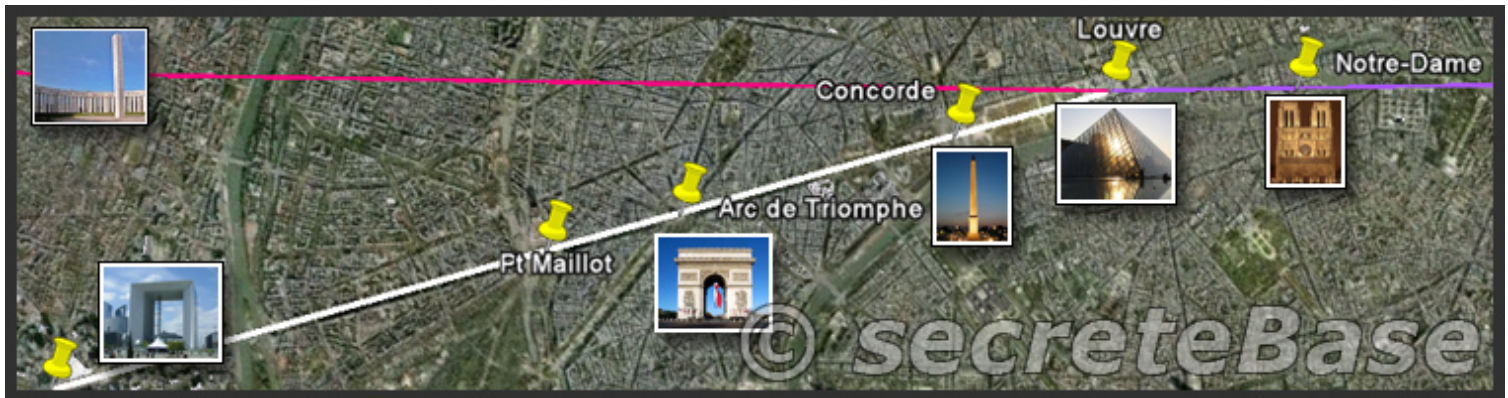 Louvre
Notre-Dame
Concorde
Arc de Triomphe
Pt Maillot
© secreteBase